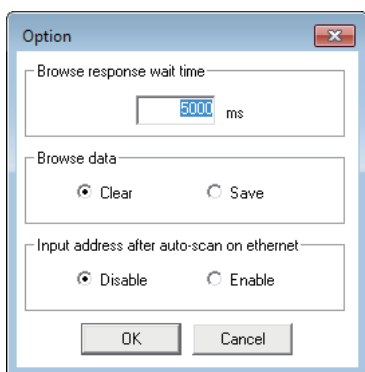 Option
Browse response wait time
5000 ms
Browse data
Clear Save
Input address after auto-scan on ethernet
Disable Enable
OK Cancel